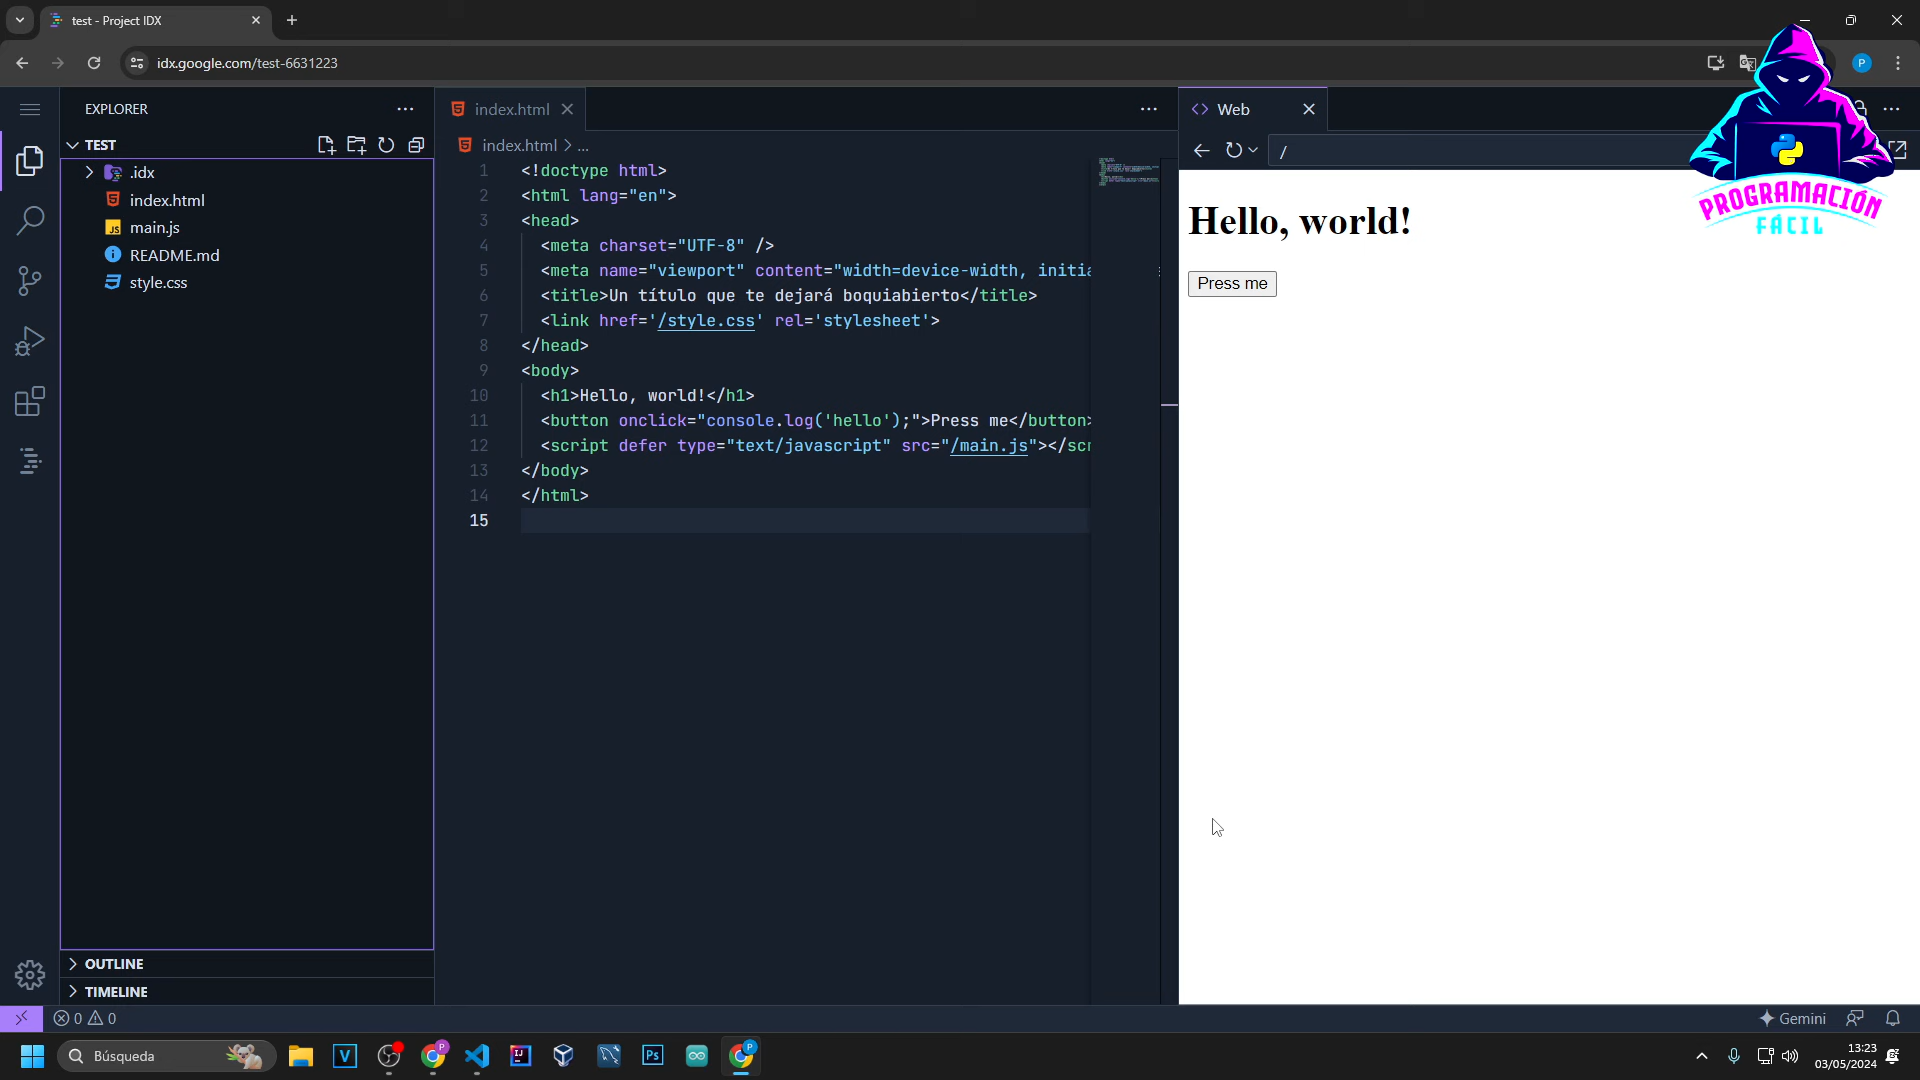 test - Project IDX
idx.google.com/test-6631223
P
EXPLORER
TEST
.idx
index.html
main.js
README.md
style.css
OUTLINE
TIMELINE
index.html
index.html > ...
1 <!doctype html>
2 <html lang="en">
3 <head>
4 <meta charset="UTF-8" />
5 <meta name="viewport" content="width=device-width, initia
6 <title>Un título que te dejará boquiabierto</title>
7 <link href='/style.css' rel='stylesheet'>
8 </head>
9 <body>
10 <h1>Hello, world!</h1>
11 <button onclick="console.log('hello');">Press me</button>
12 <script defer type="text/javascript" src="/main.js"></scr
13 </body>
14 </html>
15
Web
/
Hello, world!
Press me
PROGRAMACIÓN
FÁCIL
0 0
Gemini
Búsqueda
13:23
03/05/2024